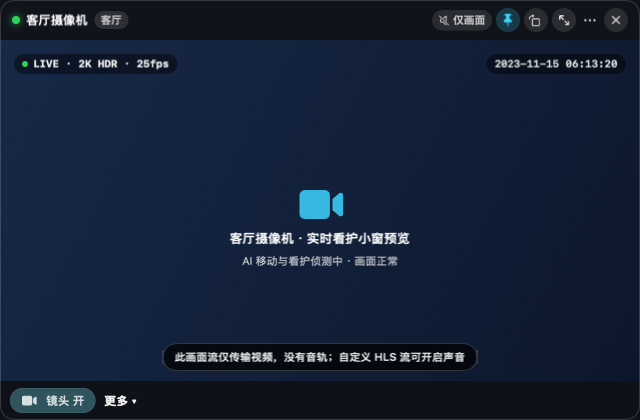 客厅摄像机 客厅 仅画面
LIVE · 2K HDR · 25fps
2023-11-15 06:13:20
客厅摄像机 · 实时看护小窗预览
AI 移动与看护侦测中 · 画面正常
此画面流仅传输视频，没有音轨；自定义 HLS 流可开启声音
镜头 开 更多